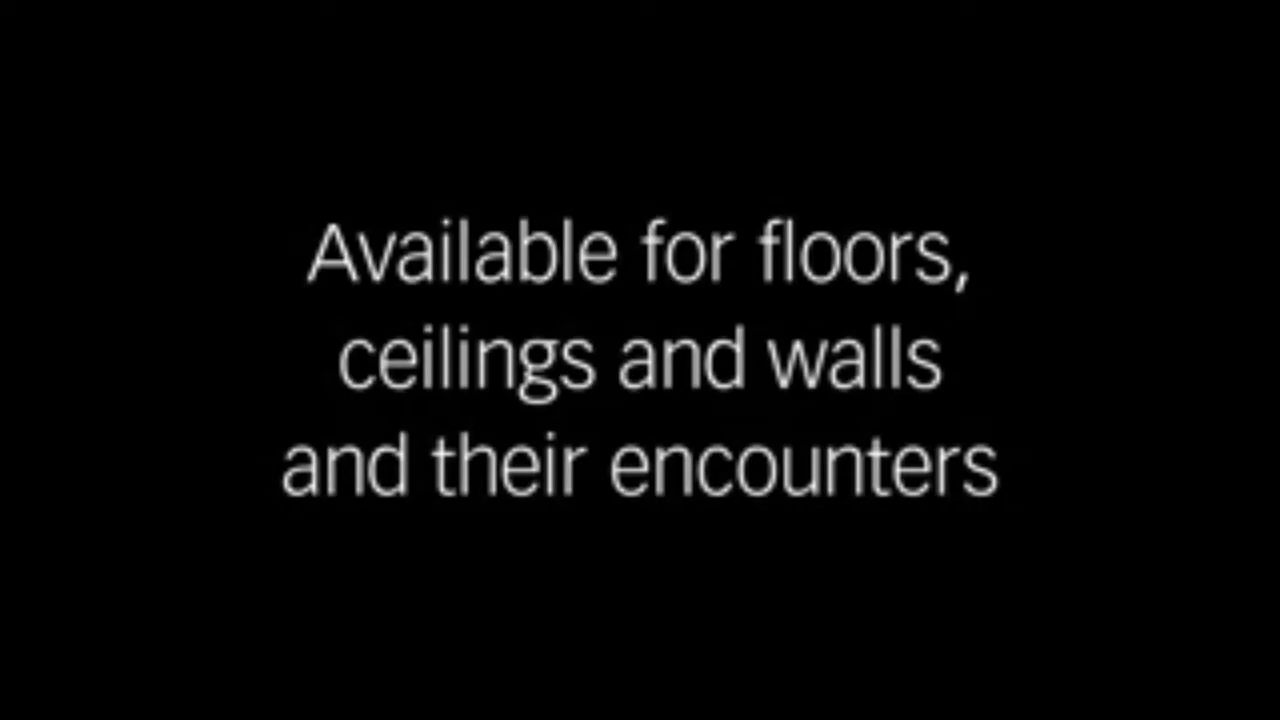 Available for floors,
ceilings and walls
and their encounters